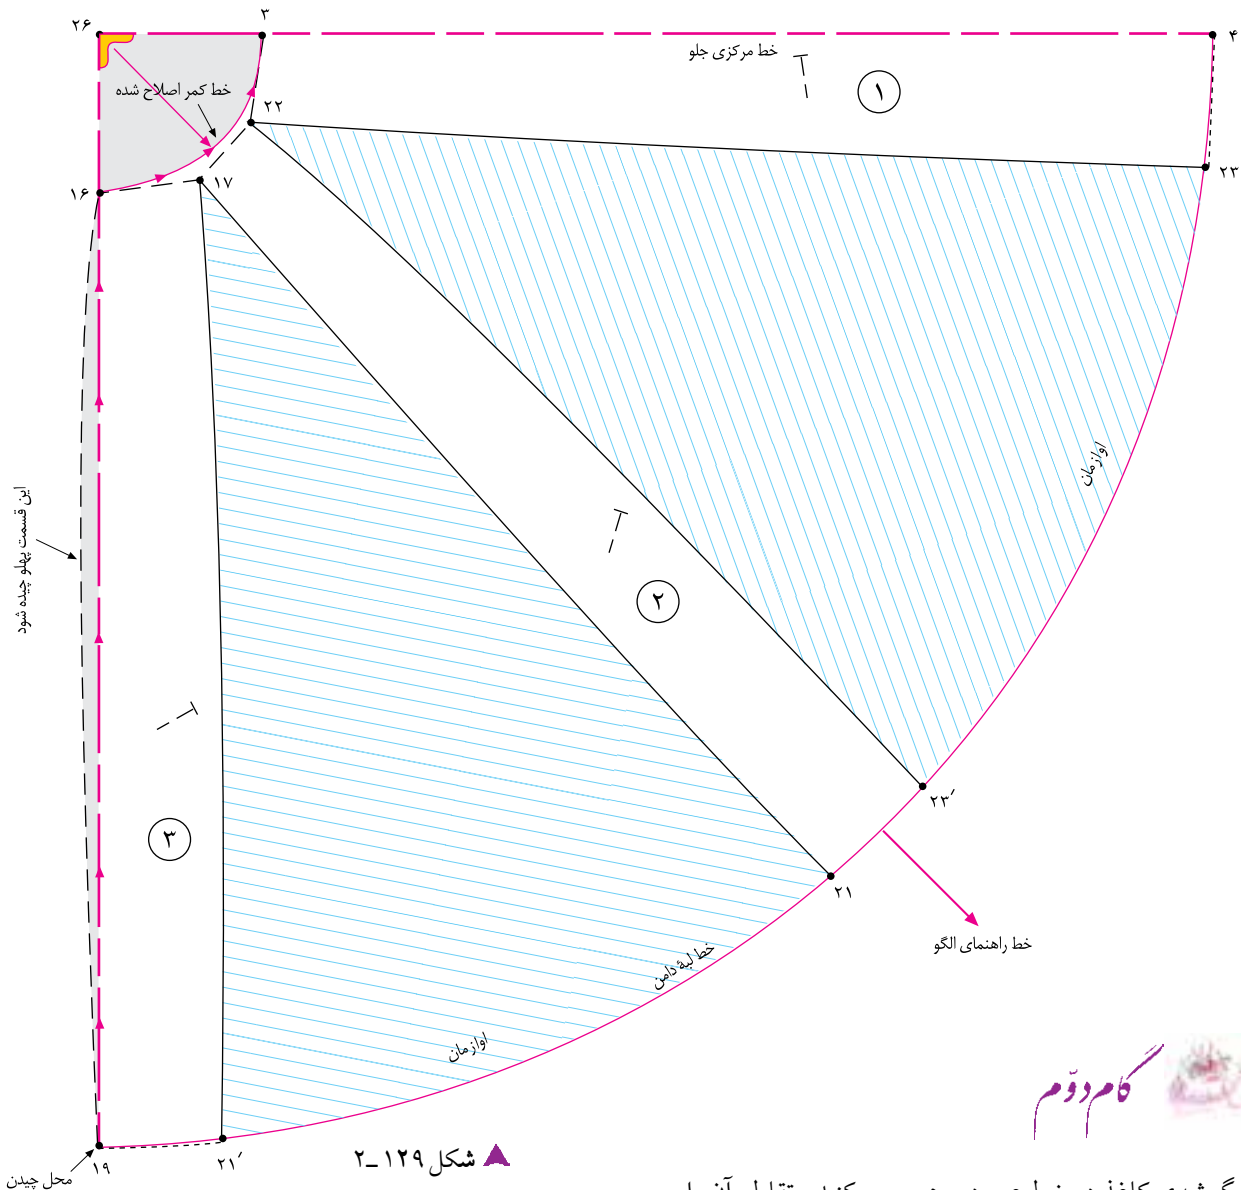 ۲۶
۳
۴
خط مرکزی جلو
۱
خط کمر اصلاح شده
۲۲
۲۳
۱۶
۱۷
اوازمان
این قسمت پهلو چیده شود
۲
۳
۲۳′
۲۱
خط راهنمای الگو
خط لبهٔ دامن
اوازمان
گام دوّم
۱۹
۲۱′
محل چیدن
شکل ۱۲۹ــ۲